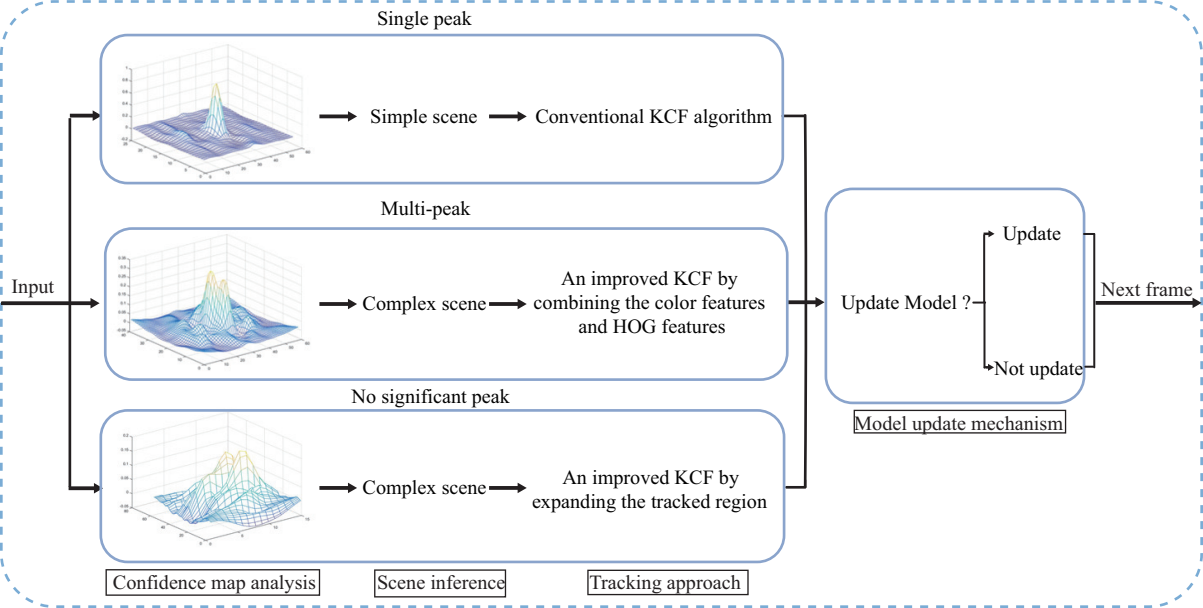 Single peak
Simple scene
Conventional KCF algorithm
Multi-peak
Input
Complex scene
An improved KCF by
combining the color features
and HOG features
Update Model ?
Update
Not update
Next frame
Model update mechanism
No significant peak
Complex scene
An improved KCF by
expanding the tracked region
Confidence map analysis
Scene inference
Tracking approach